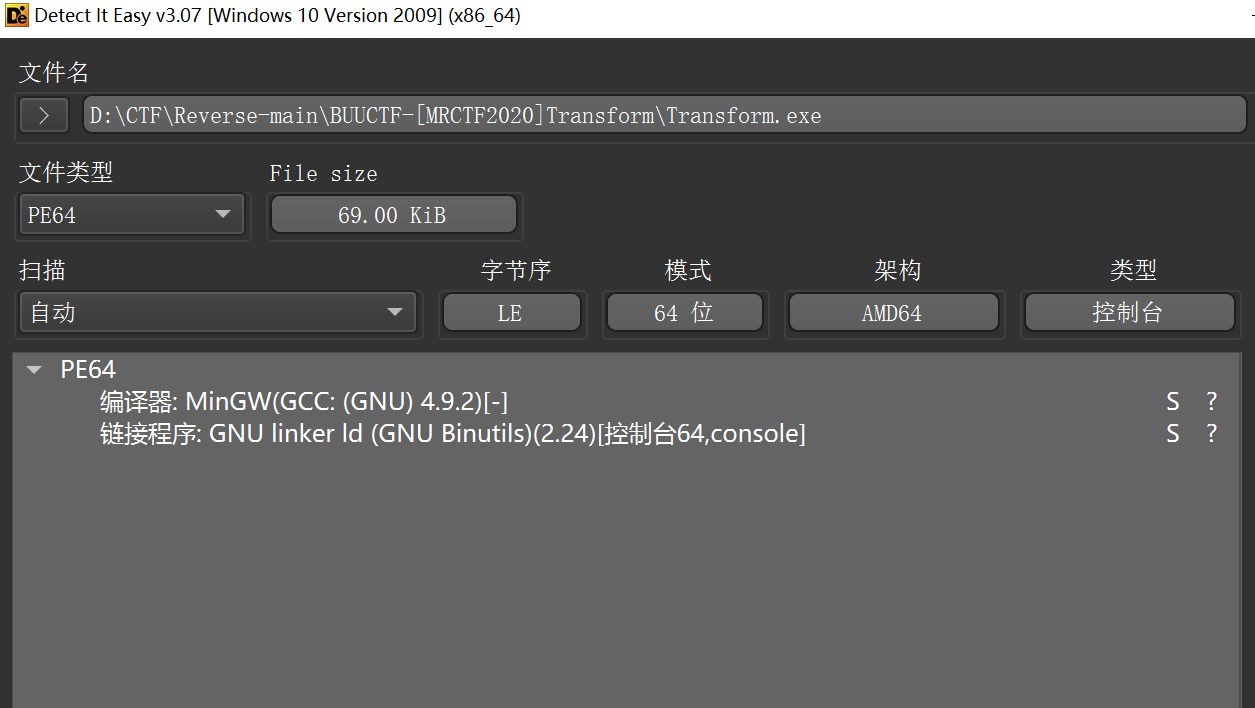 Detect It Easy v3.07 [Windows 10 Version 2009] (x86_64)
文件名
> D:\CTF\Reverse-main\BUUCTF-[MRCTF2020]Transform\Transform.exe
文件类型 File size
PE64 69.00 KiB
扫描 字节序 模式 架构 类型
自动 LE 64 位 AMD64 控制台
PE64
编译器: MinGW(GCC: (GNU) 4.9.2)[-] S ?
链接程序: GNU linker ld (GNU Binutils)(2.24)[控制台64,console] S ?